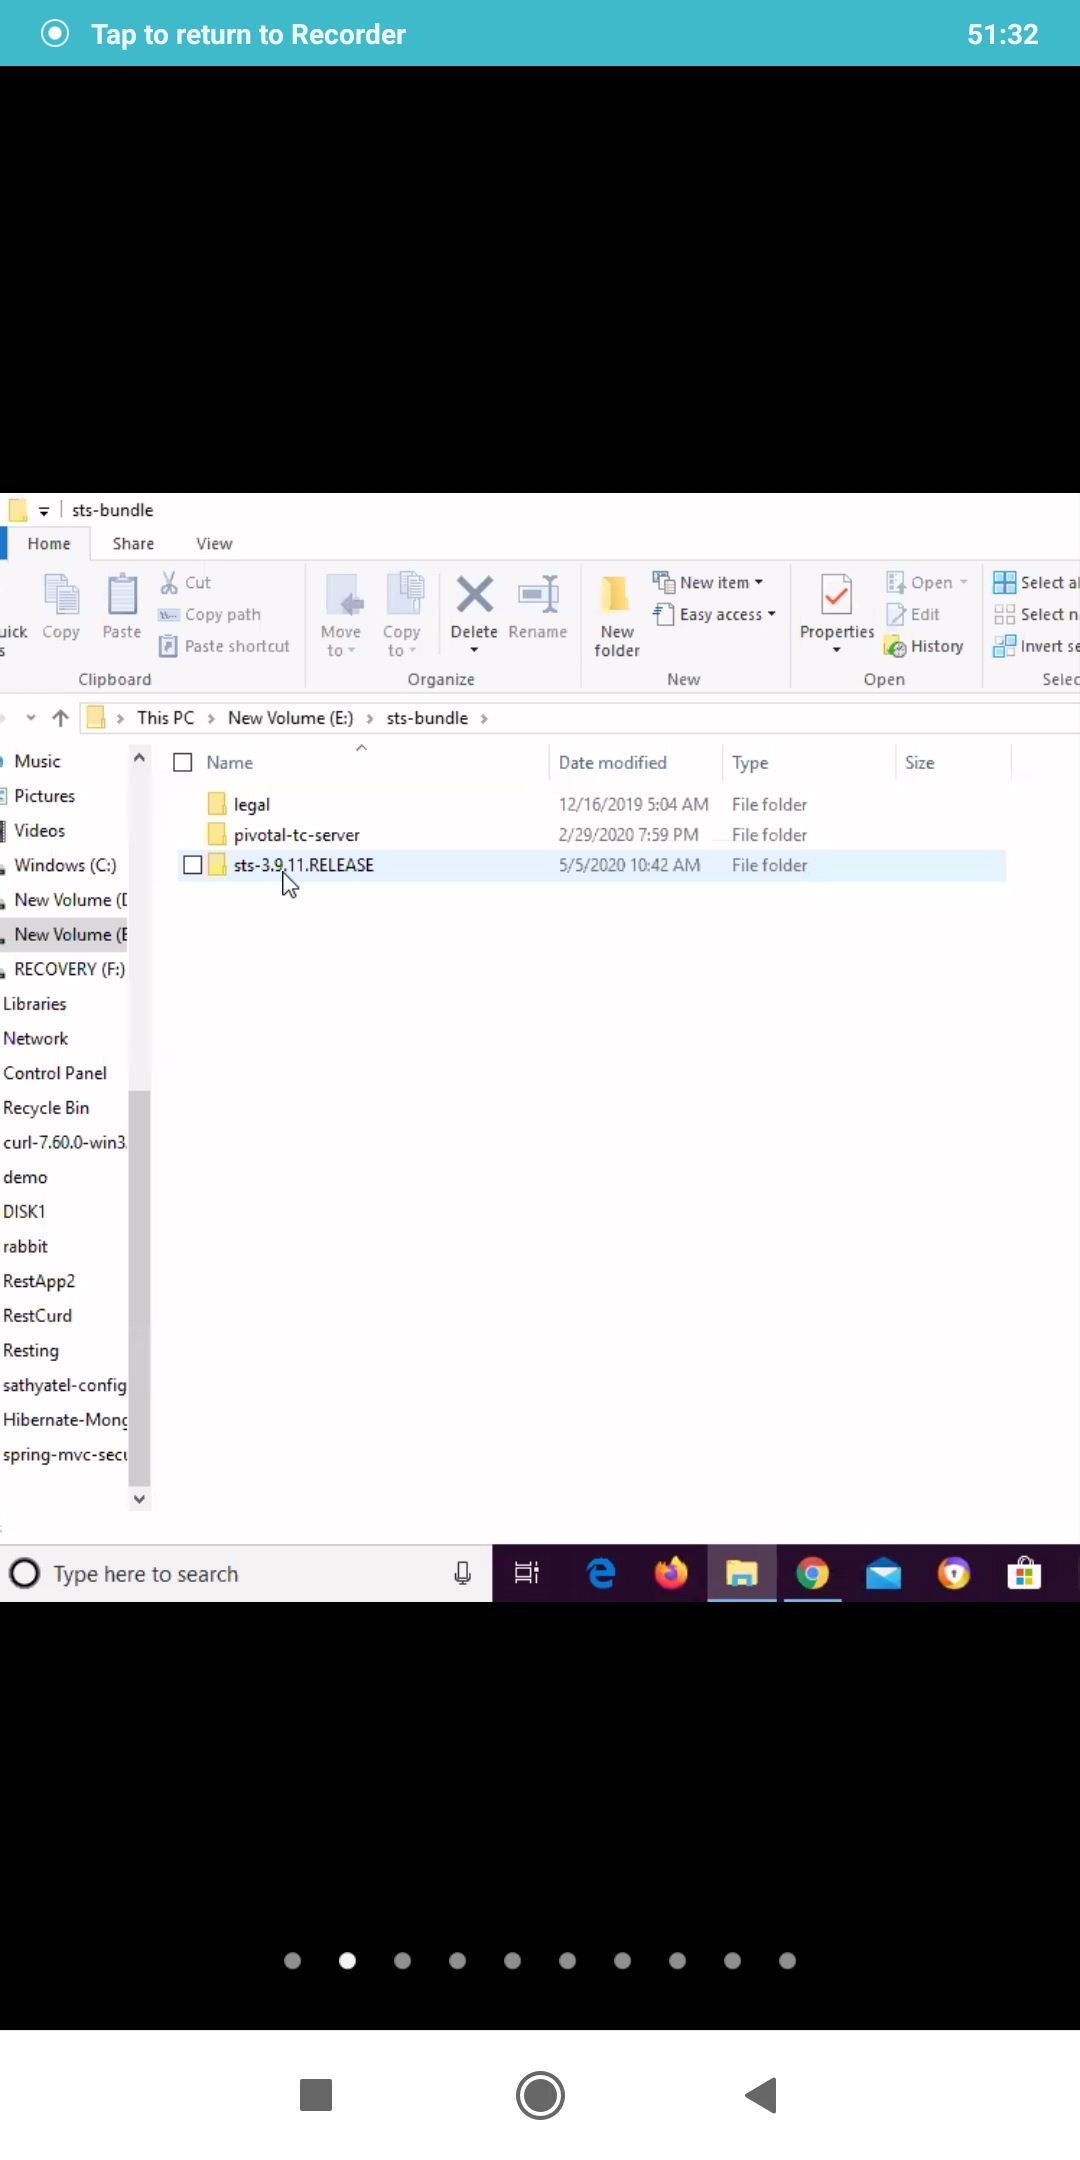 Tap to return to Recorder 51:32
sts-bundle
Home Share View
Cut
Copy path
Paste shortcut
Copy Paste
Clipboard
Move to
Copy to
Delete Rename
Organize
New folder
New item
Easy access
New
Properties
Open
Edit
History
Open
Select al
Select n
Invert se
Selec
This PC New Volume (E:) sts-bundle
Name Date modified Type Size
legal 12/16/2019 5:04 AM File folder
pivotal-tc-server 2/29/2020 7:59 PM File folder
sts-3.9.11.RELEASE 5/5/2020 10:42 AM File folder
Music
Pictures
Videos
Windows (C:)
New Volume (D
New Volume (E
RECOVERY (F:)
Libraries
Network
Control Panel
Recycle Bin
curl-7.60.0-win3
demo
DISK1
rabbit
RestApp2
RestCurd
Resting
sathyatel-config
Hibernate-Mong
spring-mvc-secu
Type here to search